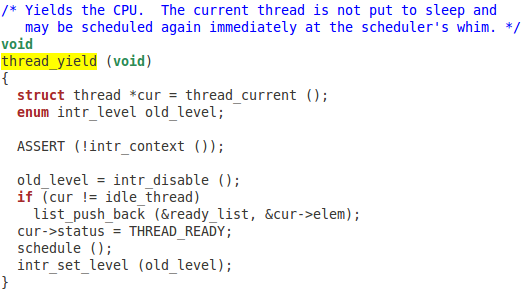 /* Yields the CPU.  The current thread is not put to sleep and
   may be scheduled again immediately at the scheduler's whim. */
void
thread_yield (void)
{
  struct thread *cur = thread_current ();
  enum intr_level old_level;

  ASSERT (!intr_context ());

  old_level = intr_disable ();
  if (cur != idle_thread)
    list_push_back (&ready_list, &cur->elem);
  cur->status = THREAD_READY;
  schedule ();
  intr_set_level (old_level);
}